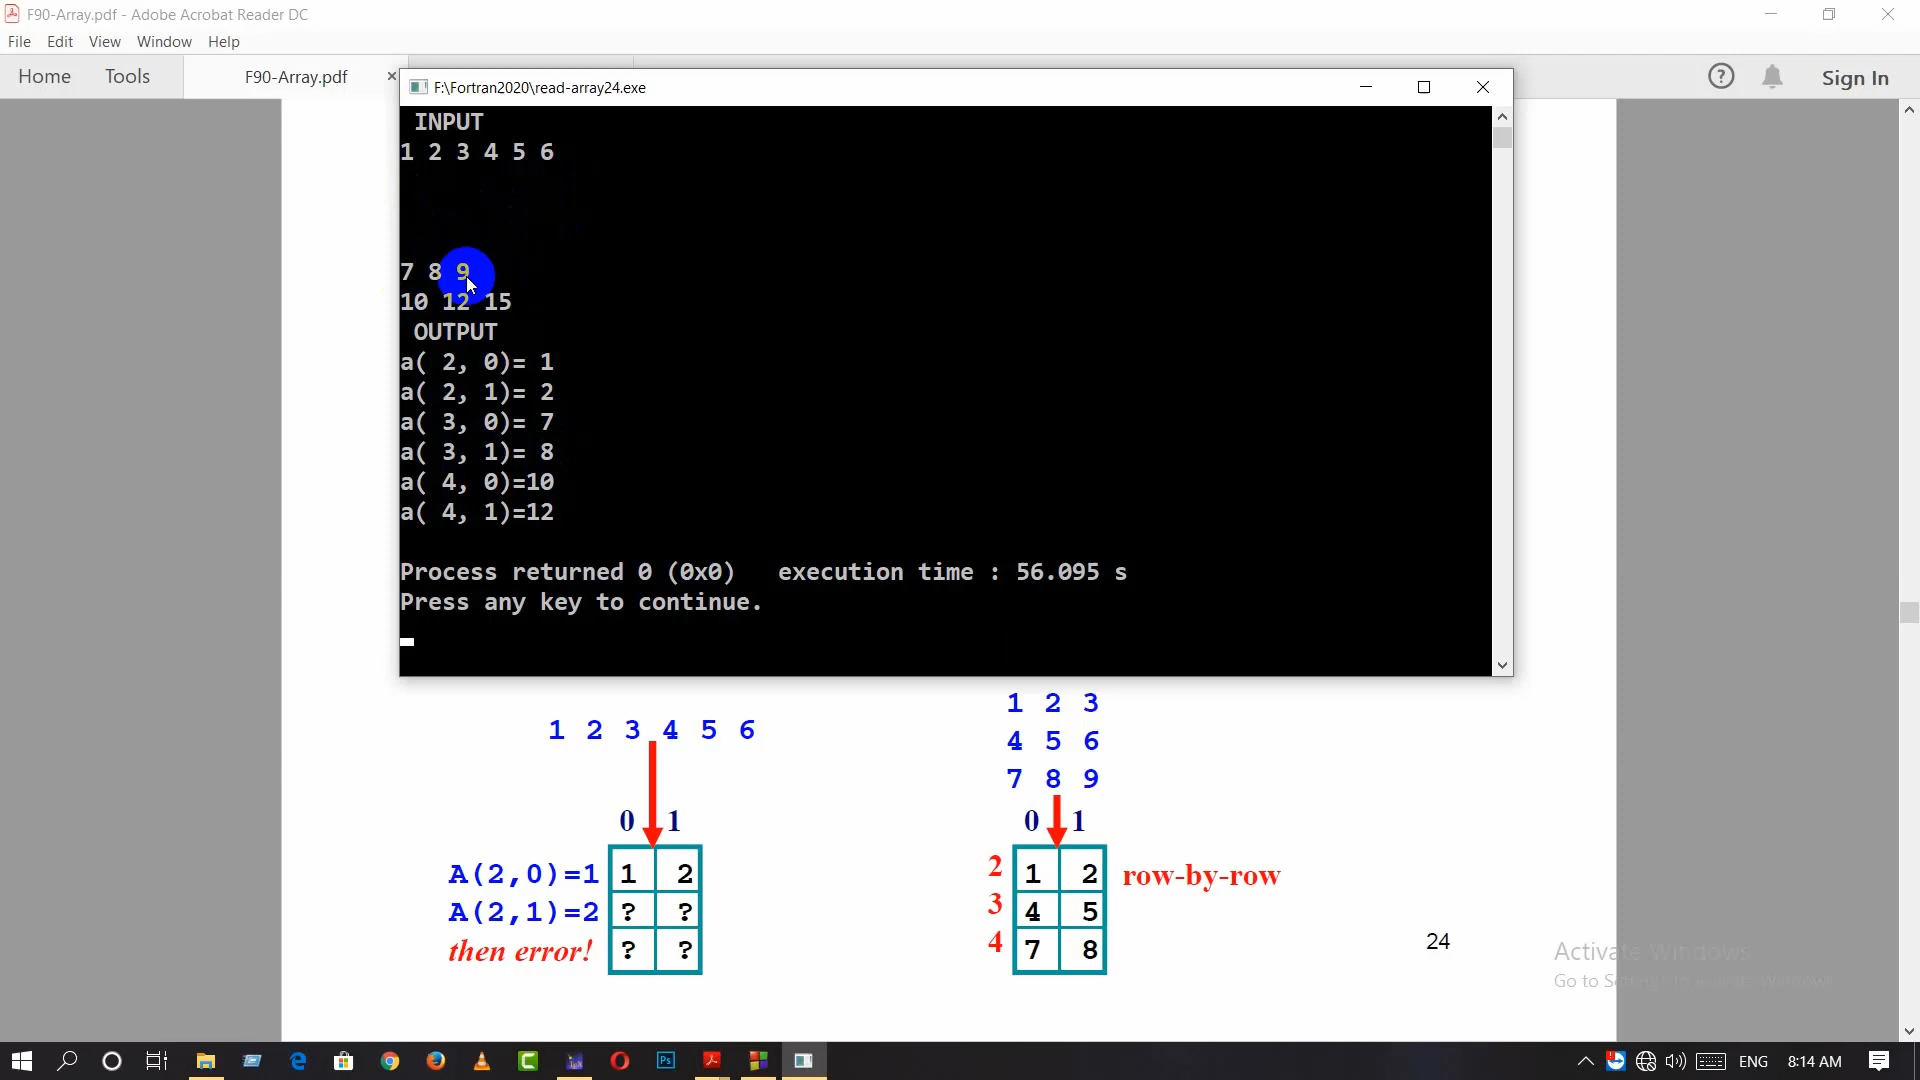 F90-Array.pdf - Adobe Acrobat Reader DC
File Edit View Window Help
Home Tools F90-Array.pdf × Sign In
F:\Fortran2020\read-array24.exe
INPUT
1 2 3 4 5 6
7 8 9
10 12 15
OUTPUT
a( 2, 0)= 1
a( 2, 1)= 2
a( 3, 0)= 7
a( 3, 1)= 8
a( 4, 0)=10
a( 4, 1)=12
Process returned 0 (0x0)   execution time : 56.095 s
Press any key to continue.
1 2 3 4 5 6
0 1
A(2,0)=1 1 2
A(2,1)=2 ? ?
then error! ? ?
1 2 3
4 5 6
7 8 9
0 1
2 1 2 row-by-row
3 4 5
4 7 8
24
Activate Windows
Go to Settings to activate Windows.
ENG 8:14 AM